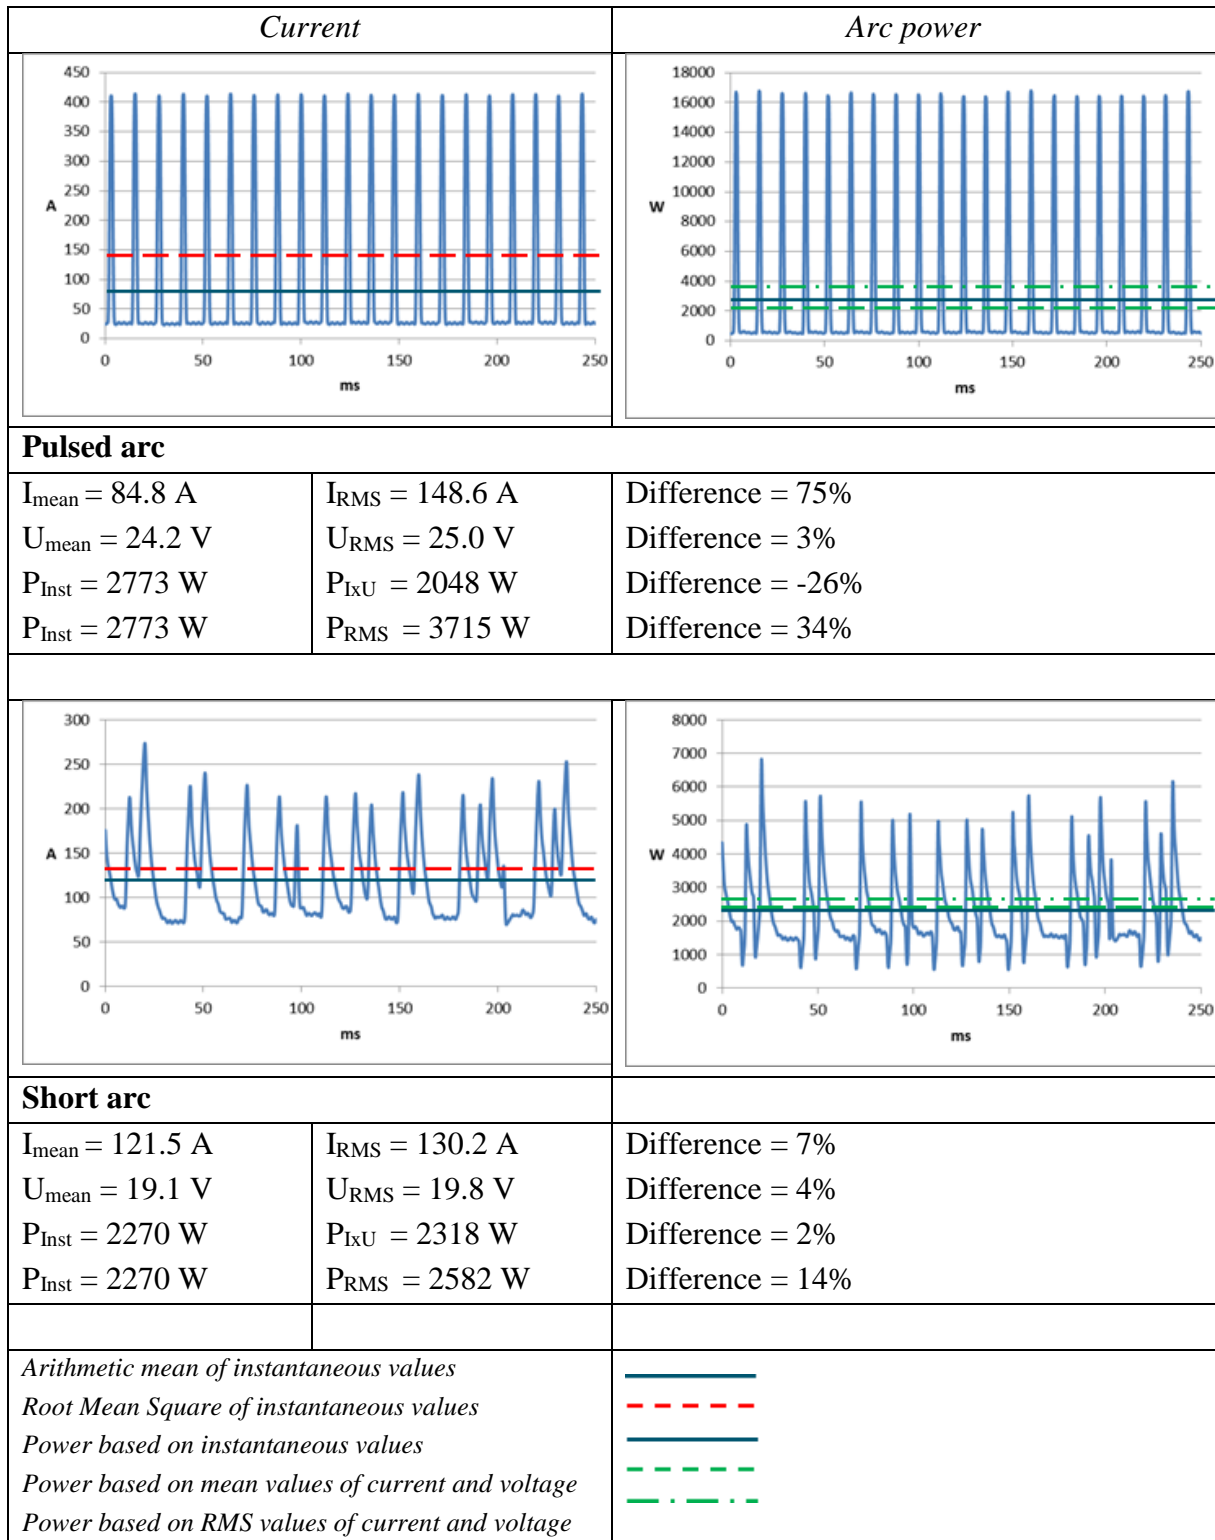 Current Arc power
450
400
350
300
250
A
200
150
100
50
0
0 50 100 150 200 250
ms
18000
16000
14000
12000
10000
W
8000
6000
4000
2000
0
0 50 100 150 200 250
ms
Pulsed arc
Imean = 84.8 A IRMS = 148.6 A Difference = 75%
Umean = 24.2 V URMS = 25.0 V Difference = 3%
PInst = 2773 W PIxU = 2048 W Difference = -26%
PInst = 2773 W PRMS = 3715 W Difference = 34%
300
250
200
A 150
100
50
0
0 50 100 150 200 250
ms
8000
7000
6000
5000
W 4000
3000
2000
1000
0
0 50 100 150 200 250
ms
Short arc
Imean = 121.5 A IRMS = 130.2 A Difference = 7%
Umean = 19.1 V URMS = 19.8 V Difference = 4%
PInst = 2270 W PIxU = 2318 W Difference = 2%
PInst = 2270 W PRMS = 2582 W Difference = 14%
Arithmetic mean of instantaneous values
Root Mean Square of instantaneous values
Power based on instantaneous values
Power based on mean values of current and voltage
Power based on RMS values of current and voltage